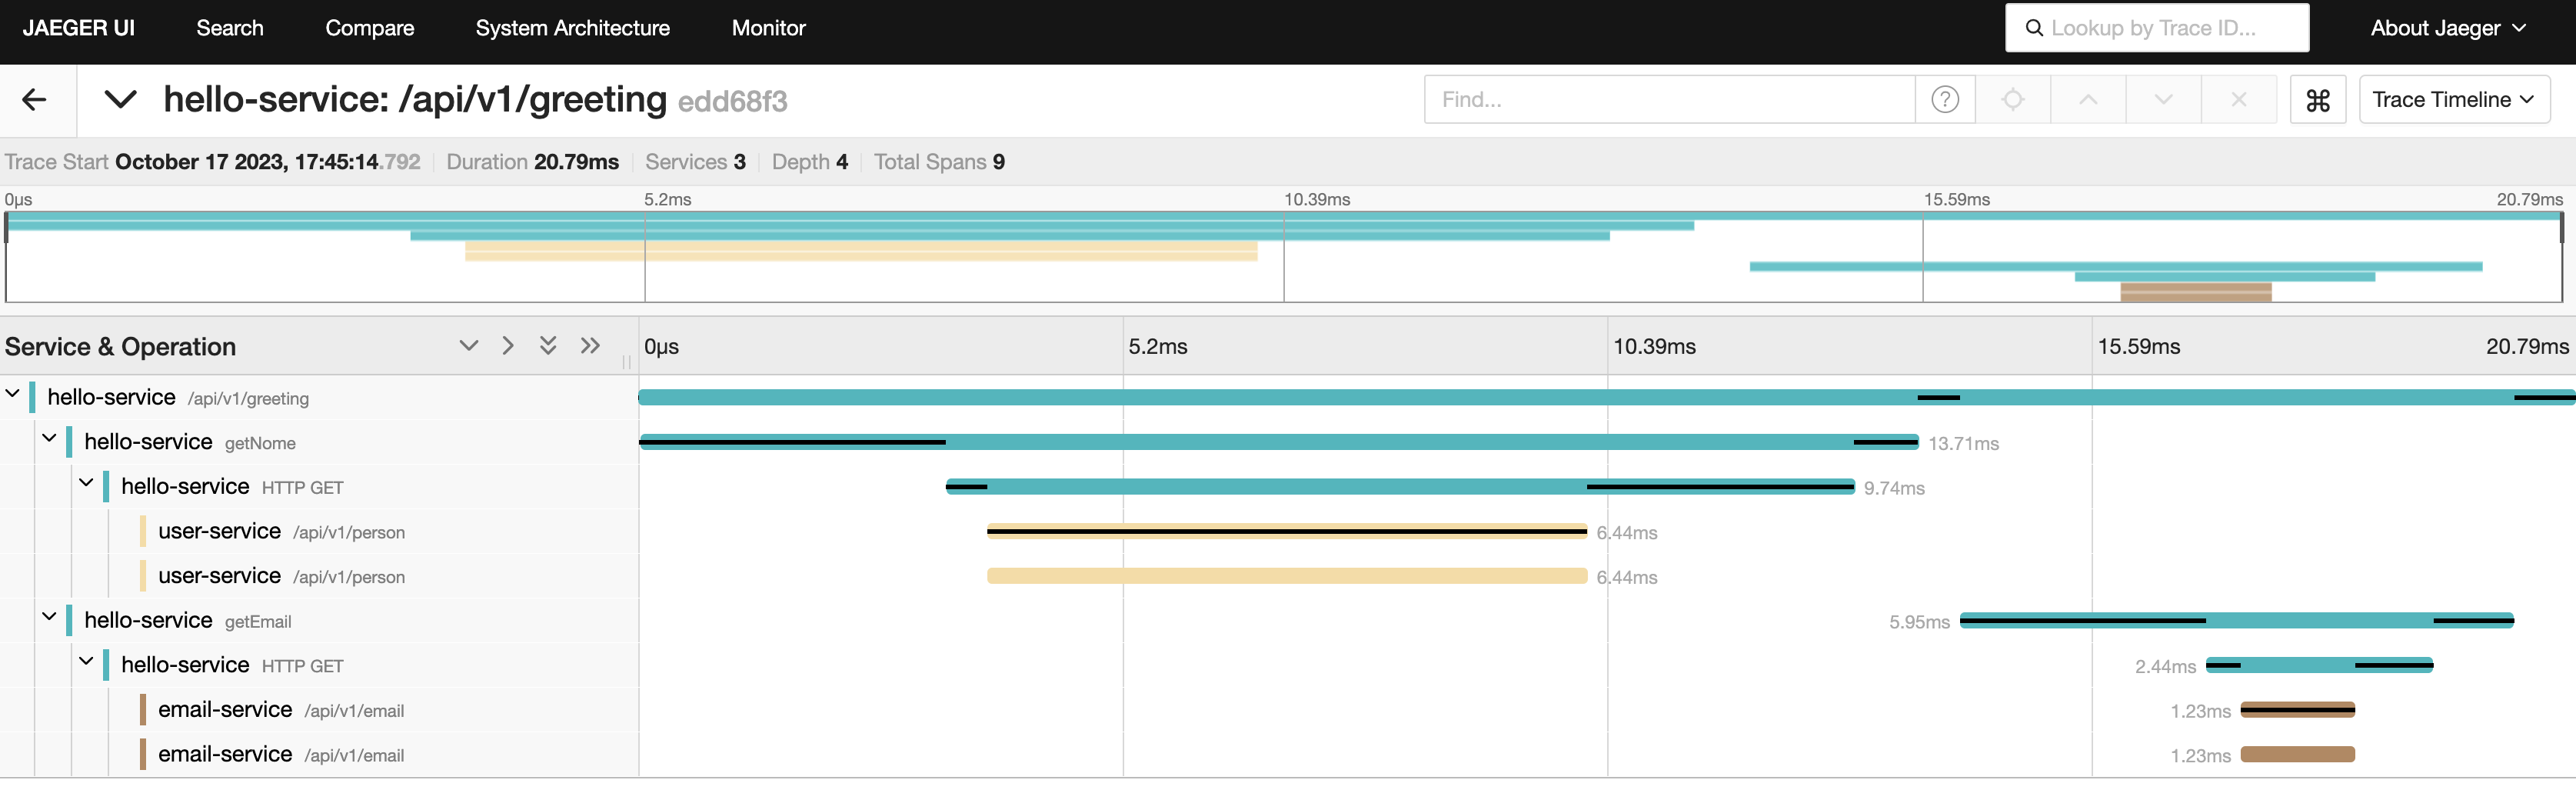 JAEGER UI Search Compare System Architecture Monitor Lookup by Trace ID... About Jaeger
hello-service: /api/v1/greeting edd68f3 Find... ? Trace Timeline
Trace Start October 17 2023, 17:45:14.792 Duration 20.79ms Services 3 Depth 4 Total Spans 9
0μs 5.2ms 10.39ms 15.59ms 20.79ms
Service & Operation 0μs 5.2ms 10.39ms 15.59ms 20.79ms
hello-service /api/v1/greeting
hello-service getNome 13.71ms
hello-service HTTP GET 9.74ms
user-service /api/v1/person 6.44ms
user-service /api/v1/person 6.44ms
hello-service getEmail 5.95ms
hello-service HTTP GET 2.44ms
email-service /api/v1/email 1.23ms
email-service /api/v1/email 1.23ms